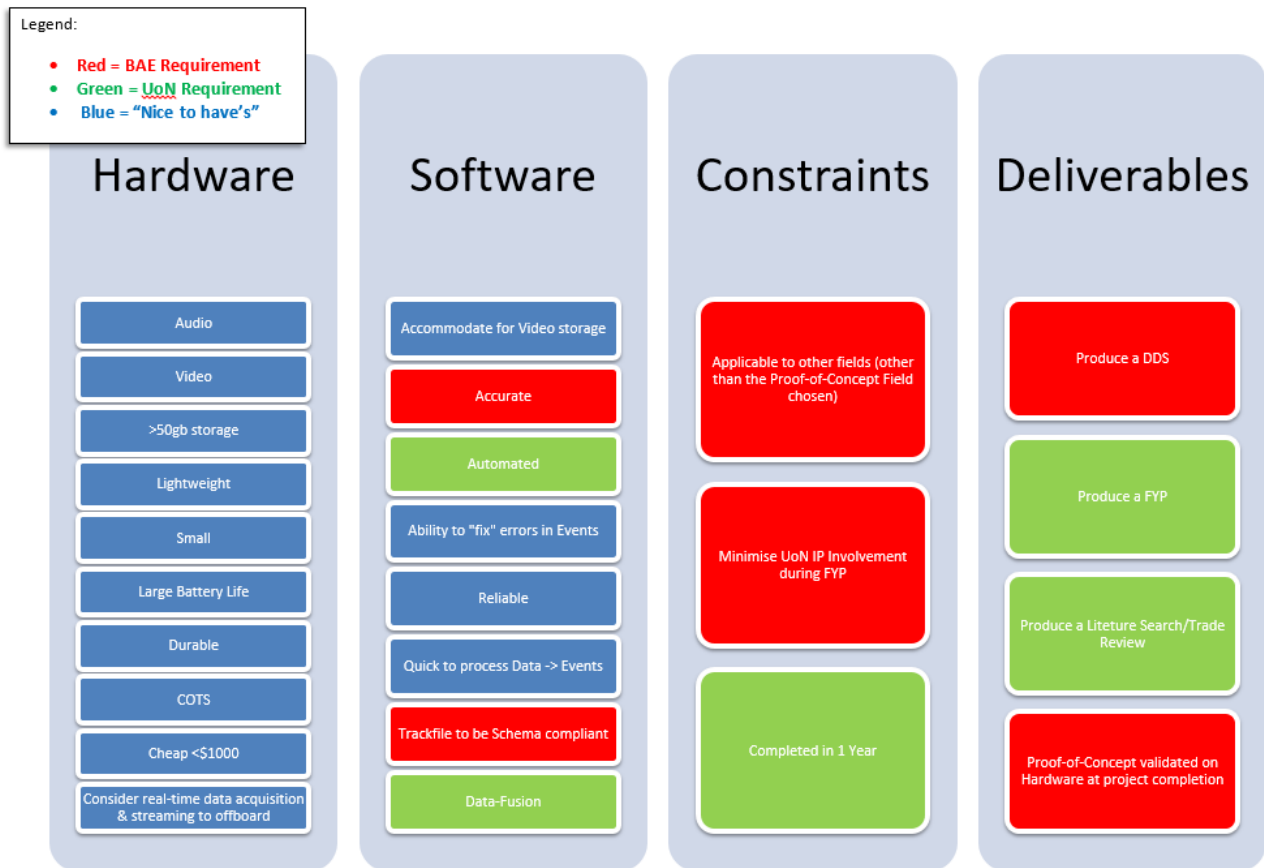 Legend:
• Red = BAE Requirement
• Green = UoN Requirement
• Blue = “Nice to have’s”
Hardware
Audio
Video
>50gb storage
Lightweight
Small
Large Battery Life
Durable
COTS
Cheap <$1000
Consider real-time data acquisition
& streaming to offboard
Software
Accommodate for Video storage
Accurate
Automated
Ability to "fix" errors in Events
Reliable
Quick to process Data -> Events
Trackfile to be Schema compliant
Data-Fusion
Constraints
Applicable to other fields (other
than the Proof-of-Concept Field
chosen)
Minimise UoN IP Involvement
during FYP
Completed in 1 Year
Deliverables
Produce a DDS
Produce a FYP
Produce a Liteture Search/Trade
Review
Proof-of-Concept validated on
Hardware at project completion